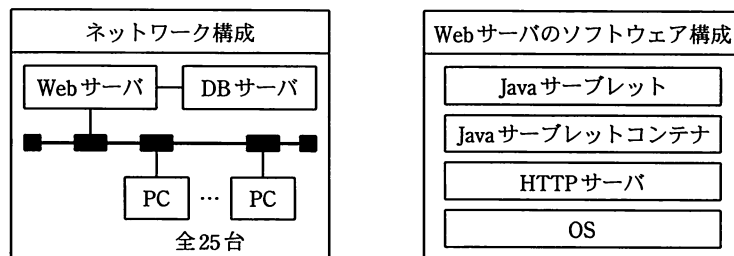 ネットワーク構成
Webサーバ
DBサーバ
PC
…
PC
全25台
Webサーバのソフトウェア構成
Javaサーブレット
Javaサーブレットコンテナ
HTTPサーバ
OS